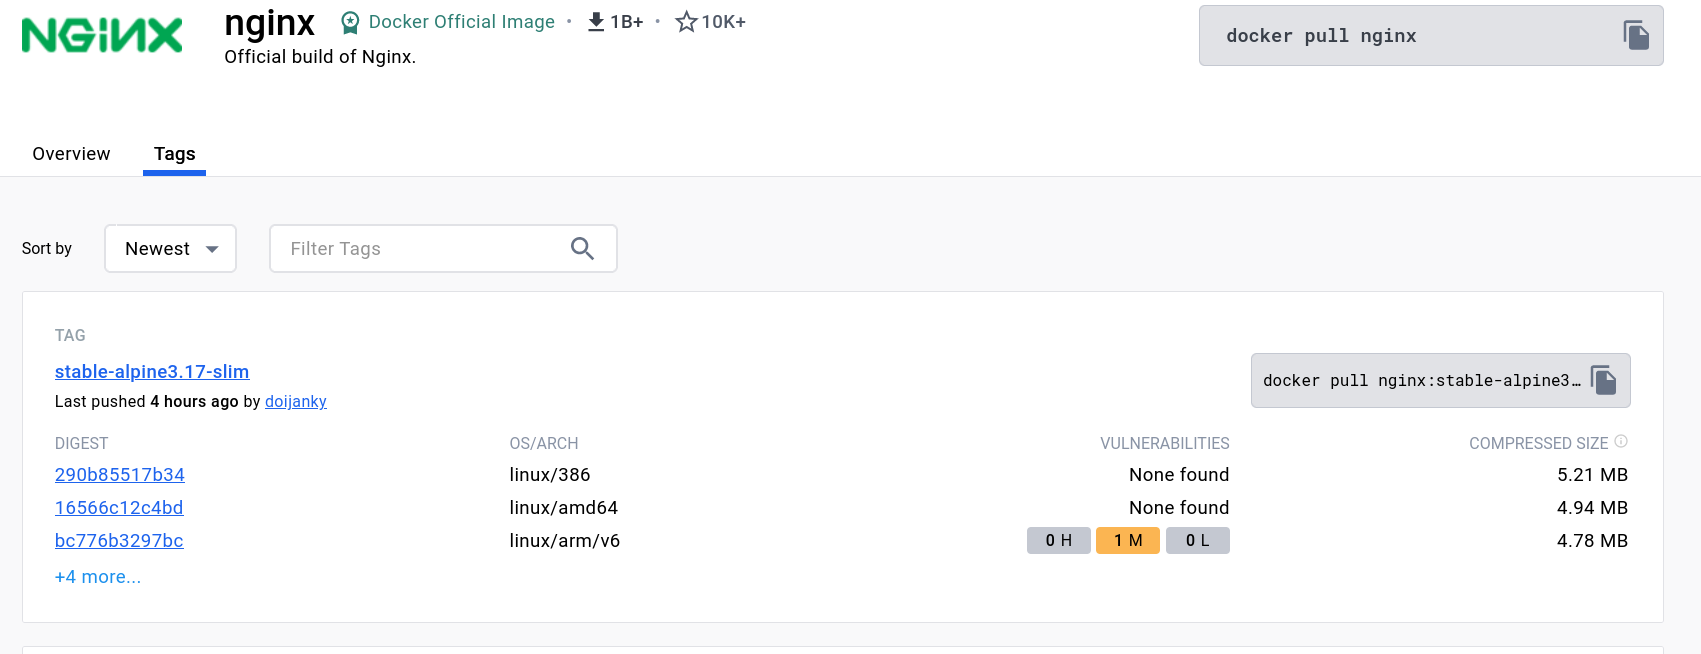 NGINX
nginx Docker Official Image • 1B+ • 10K+
Official build of Nginx.
docker pull nginx
Overview Tags
Sort by Newest Filter Tags
TAG
stable-alpine3.17-slim
Last pushed 4 hours ago by doijanky
docker pull nginx:stable-alpine3…
DIGEST OS/ARCH VULNERABILITIES COMPRESSED SIZE
290b85517b34 linux/386 None found 5.21 MB
16566c12c4bd linux/amd64 None found 4.94 MB
bc776b3297bc linux/arm/v6 0 H 1 M 0 L 4.78 MB
+4 more...